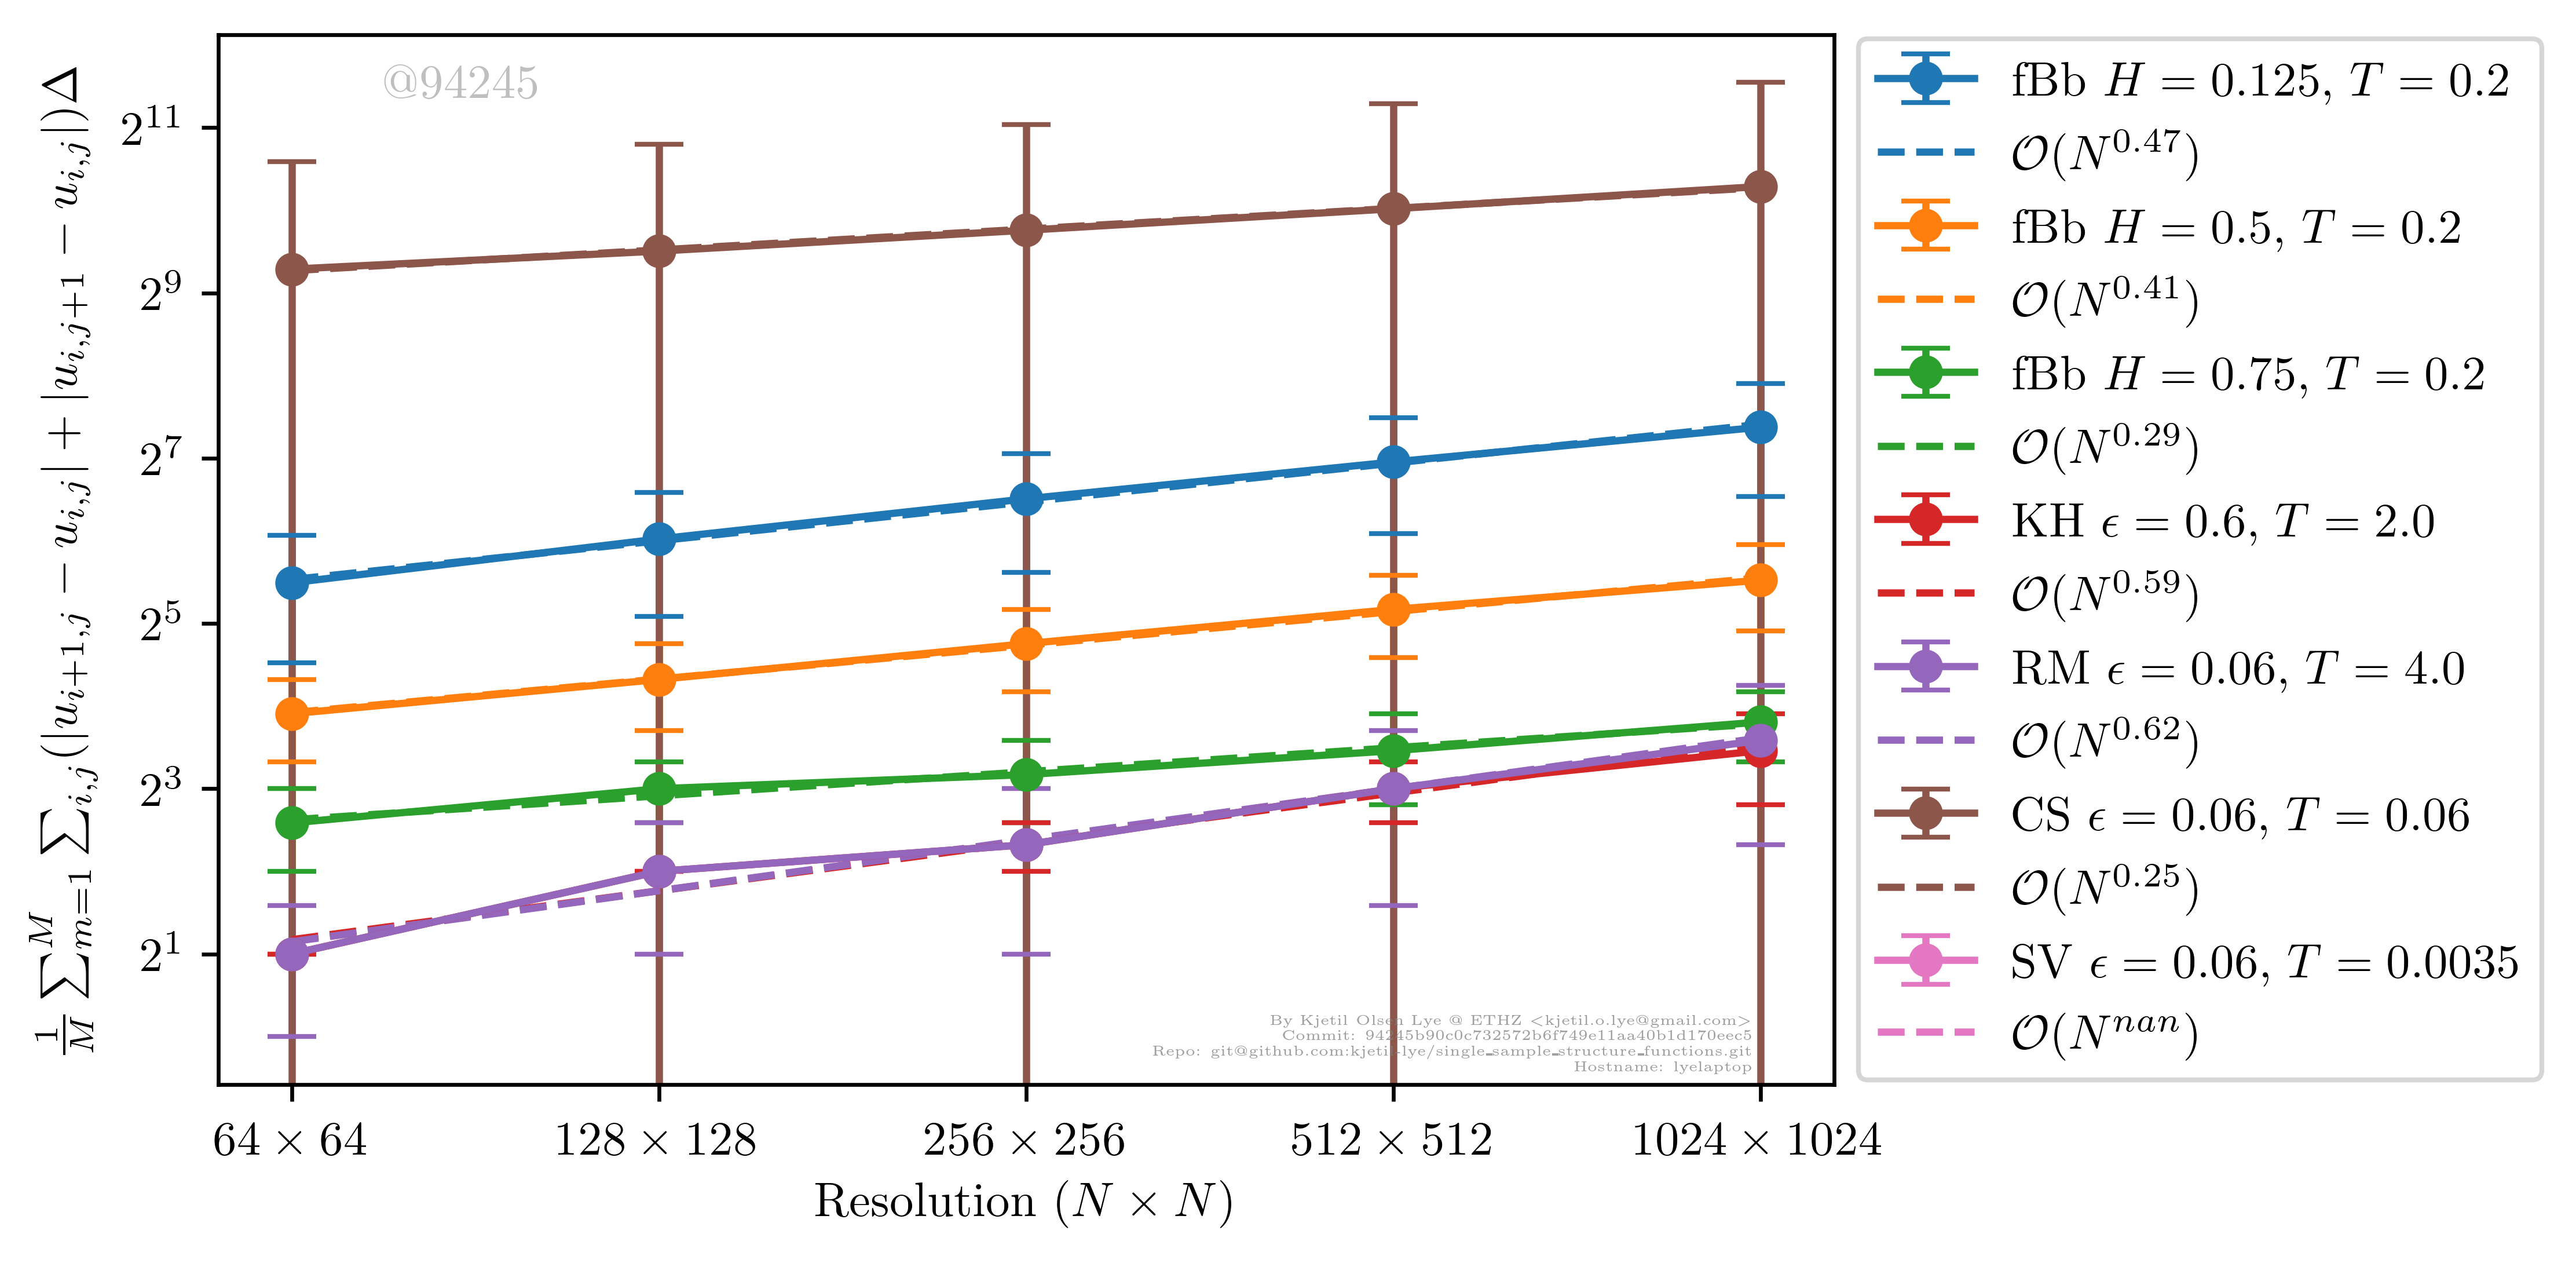 @94245
2^{11}
2^9
2^7
2^5
2^3
2^1
\frac{1}{M} \sum_{m=1}^{M} \sum_{i,j} (|u_{i+1,j} - u_{i,j}| + |u_{i,j+1} - u_{i,j}|)Δ
By Kjetil Olsen Lye @ ETHZ <kjetil.o.lye@gmail.com>
Commit: 94245b90c0c732572b6f749e11aa40b1d170eec5
Repo: git@github.com:kjetil-lye/single_sample_structure_functions.git
Hostname: lyelaptop
64 × 64
128 × 128
256 × 256
512 × 512
1024 × 1024
Resolution (N × N)
fBb H = 0.125, T = 0.2
𝒪(N^{0.47})
fBb H = 0.5, T = 0.2
𝒪(N^{0.41})
fBb H = 0.75, T = 0.2
𝒪(N^{0.29})
KH ϵ = 0.6, T = 2.0
𝒪(N^{0.59})
RM ϵ = 0.06, T = 4.0
𝒪(N^{0.62})
CS ϵ = 0.06, T = 0.06
𝒪(N^{0.25})
SV ϵ = 0.06, T = 0.0035
𝒪(N^{nan})